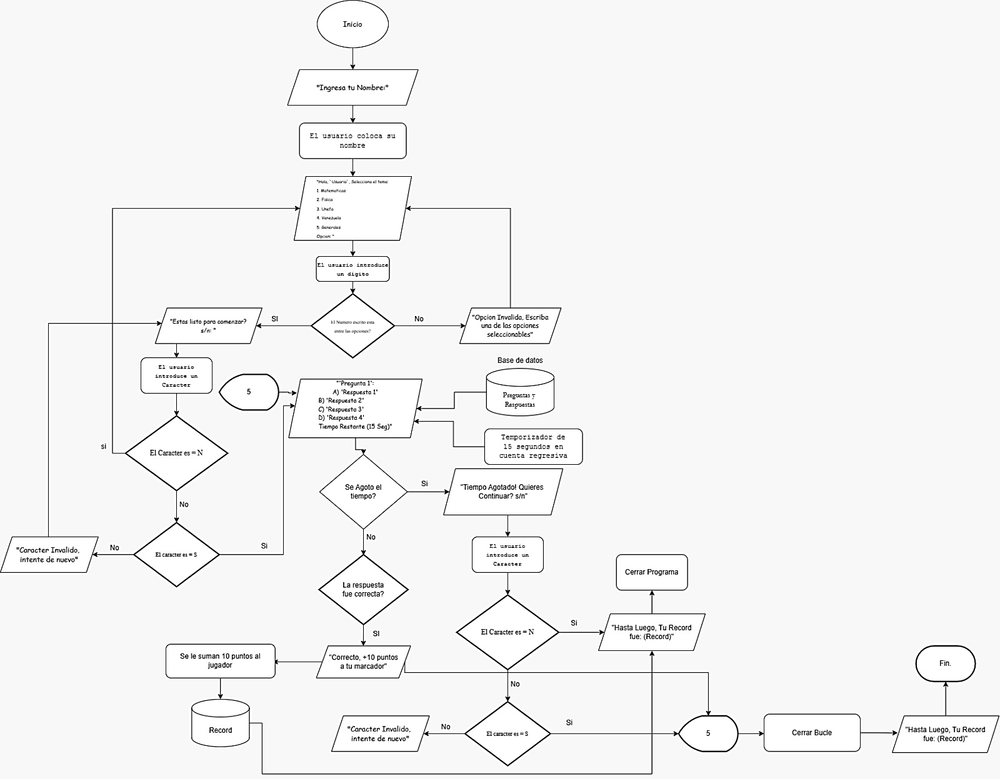 Inicio
"Ingresa tu Nombre:"
El usuario coloca su
nombre
"Hola, 'Usuario', Selecciona el tema:
1. Matematicas
2. Fisica
3. Unefa
4. Venezuela
5. Generales
Opcion: "
El usuario introduce
un digito
El Numero escrito esta
entre las opciones?
SI
No
"Estas listo para comenzar?
s/n: "
"Opcion Invalida, Escriba
una de las opciones
seleccionables"
El usuario
introduce un
Caracter
5
"'Pregunta 1':
A) 'Respuesta 1'
B) 'Respuesta 2'
C) 'Respuesta 3'
D) 'Respuesta 4'
Tiempo Restante (15 Seg)"
Base de datos
Preguntas y
Respuestas
Temporizador de
15 segundos en
cuenta regresiva
si
El Caracter es = N
No
Se Agoto el
tiempo?
Si
"Tiempo Agotado! Quieres
Continuar? s/n"
"Caracter Invalido,
intente de nuevo"
No
El caracter es = S
Si
No
El usuario
introduce un
Caracter
La respuesta
fue correcta?
Cerrar Programa
El Caracter es = N
Si
"Hasta Luego, Tu Record
fue: (Record)"
SI
Se le suman 10 puntos al
jugador
"Correcto, +10 puntos
a tu marcador"
No
Fin.
Record
"Caracter Invalido,
intente de nuevo"
No
El caracter es = S
Si
5
Cerrar Bucle
"Hasta Luego, Tu Record
fue: (Record)"